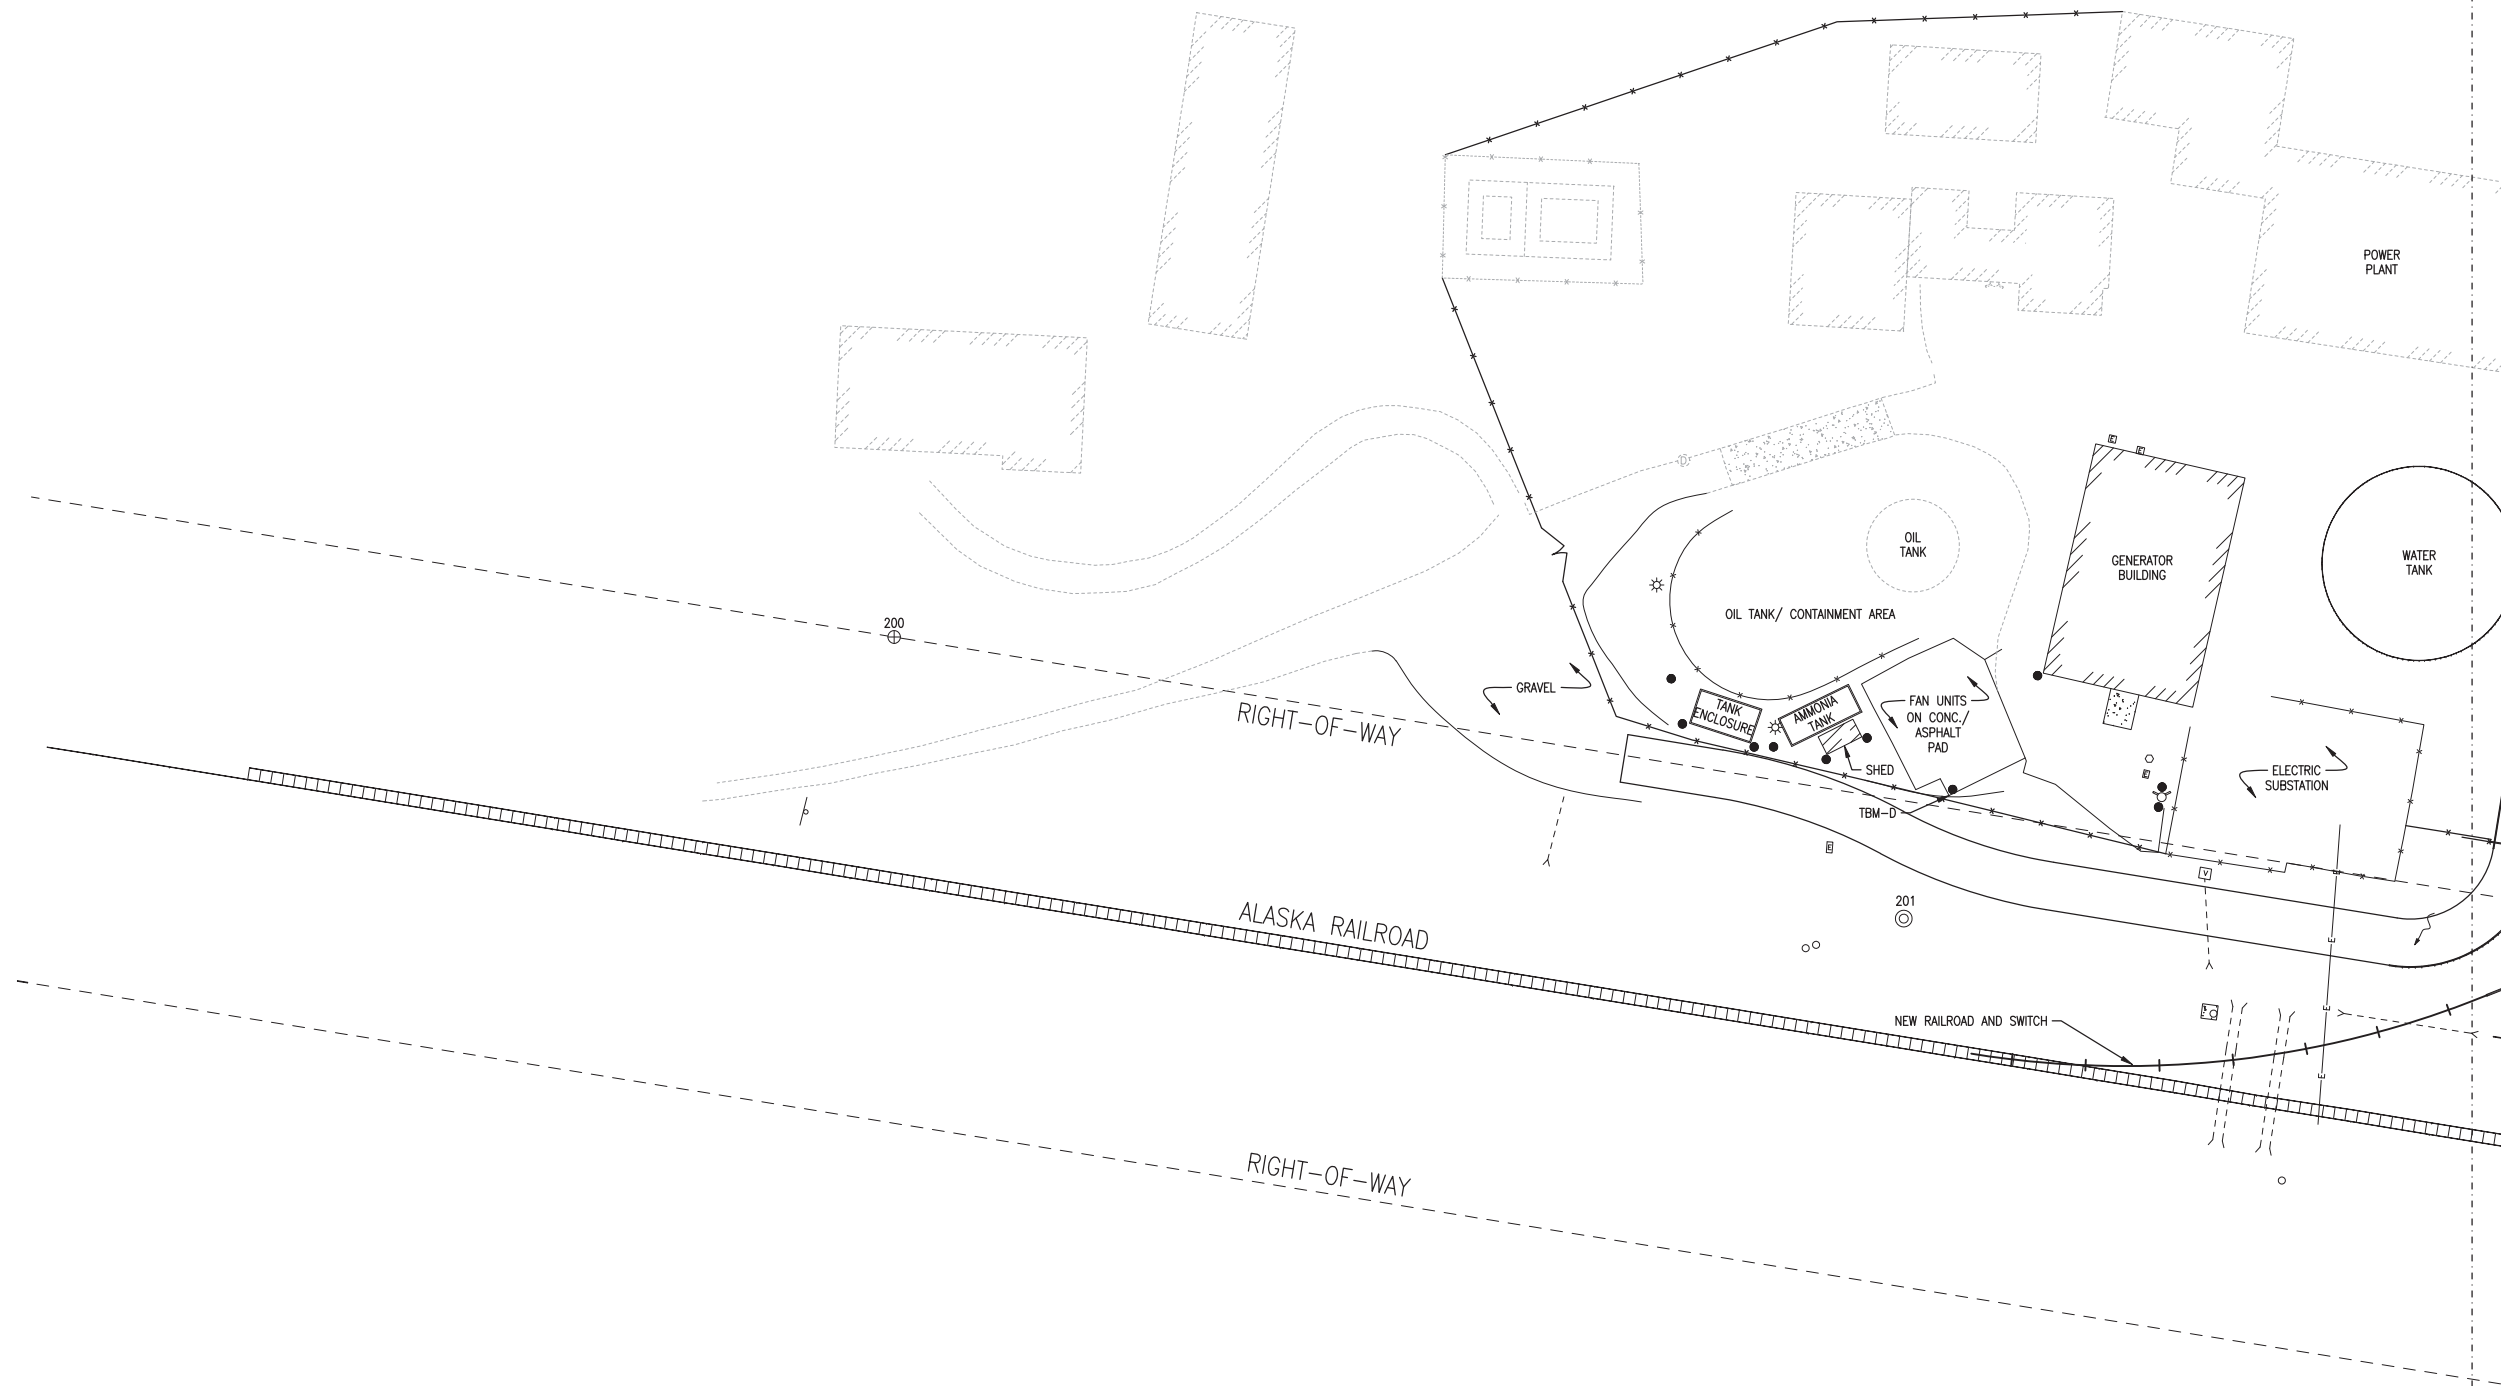 POWER
PLANT
D
E
E
OIL
TANK
GENERATOR
BUILDING
WATER
TANK
OIL TANK/ CONTAINMENT AREA
200
GRAVEL
RIGHT-OF-WAY
TANK
ENCLOSURE
AMMONIA
TANK
FAN UNITS
ON CONC./
ASPHALT
PAD
SHED
E
ELECTRIC
SUBSTATION
TBM-D
E
V
E
201
ALASKA RAILROAD
E
E
NEW RAILROAD AND SWITCH
E
RIGHT-OF-WAY